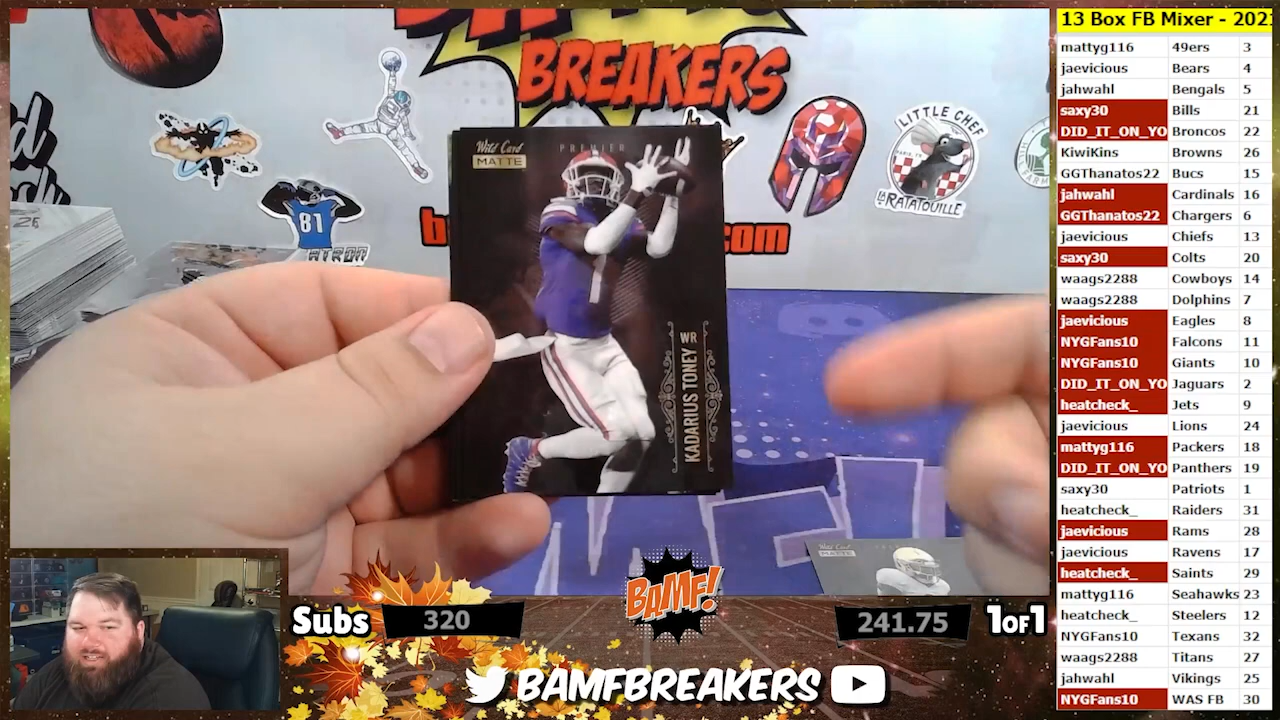 BREAKERS
81
LITTLE CHEF
LA RATATOUILLE
com
Wild Card
MATTE
PREMIER
1
KADARIUS TONEY WR
Wild Card
MATTE
13 Box FB Mixer - 202
mattyg116 49ers 3
jaevicious Bears 4
jahwahl Bengals 5
saxy30 Bills 21
DID_IT_ON_YO Broncos 22
KiwiKins Browns 26
GGThanatos22 Bucs 15
jahwahl Cardinals 16
GGThanatos22 Chargers 6
jaevicious Chiefs 13
saxy30 Colts 20
waags2288 Cowboys 14
waags2288 Dolphins 7
jaevicious Eagles 8
NYGFans10 Falcons 11
NYGFans10 Giants 10
DID_IT_ON_YO Jaguars 2
heatcheck_ Jets 9
jaevicious Lions 24
mattyg116 Packers 18
DID_IT_ON_YO Panthers 19
saxy30 Patriots 1
heatcheck_ Raiders 31
jaevicious Rams 28
jaevicious Ravens 17
heatcheck_ Saints 29
mattyg116 Seahawks 23
heatcheck_ Steelers 12
NYGFans10 Texans 32
waags2288 Titans 27
jahwahl Vikings 25
NYGFans10 WAS FB 30
Subs 320
BAMF!
241.75 1OF1
BAMFBREAKERS